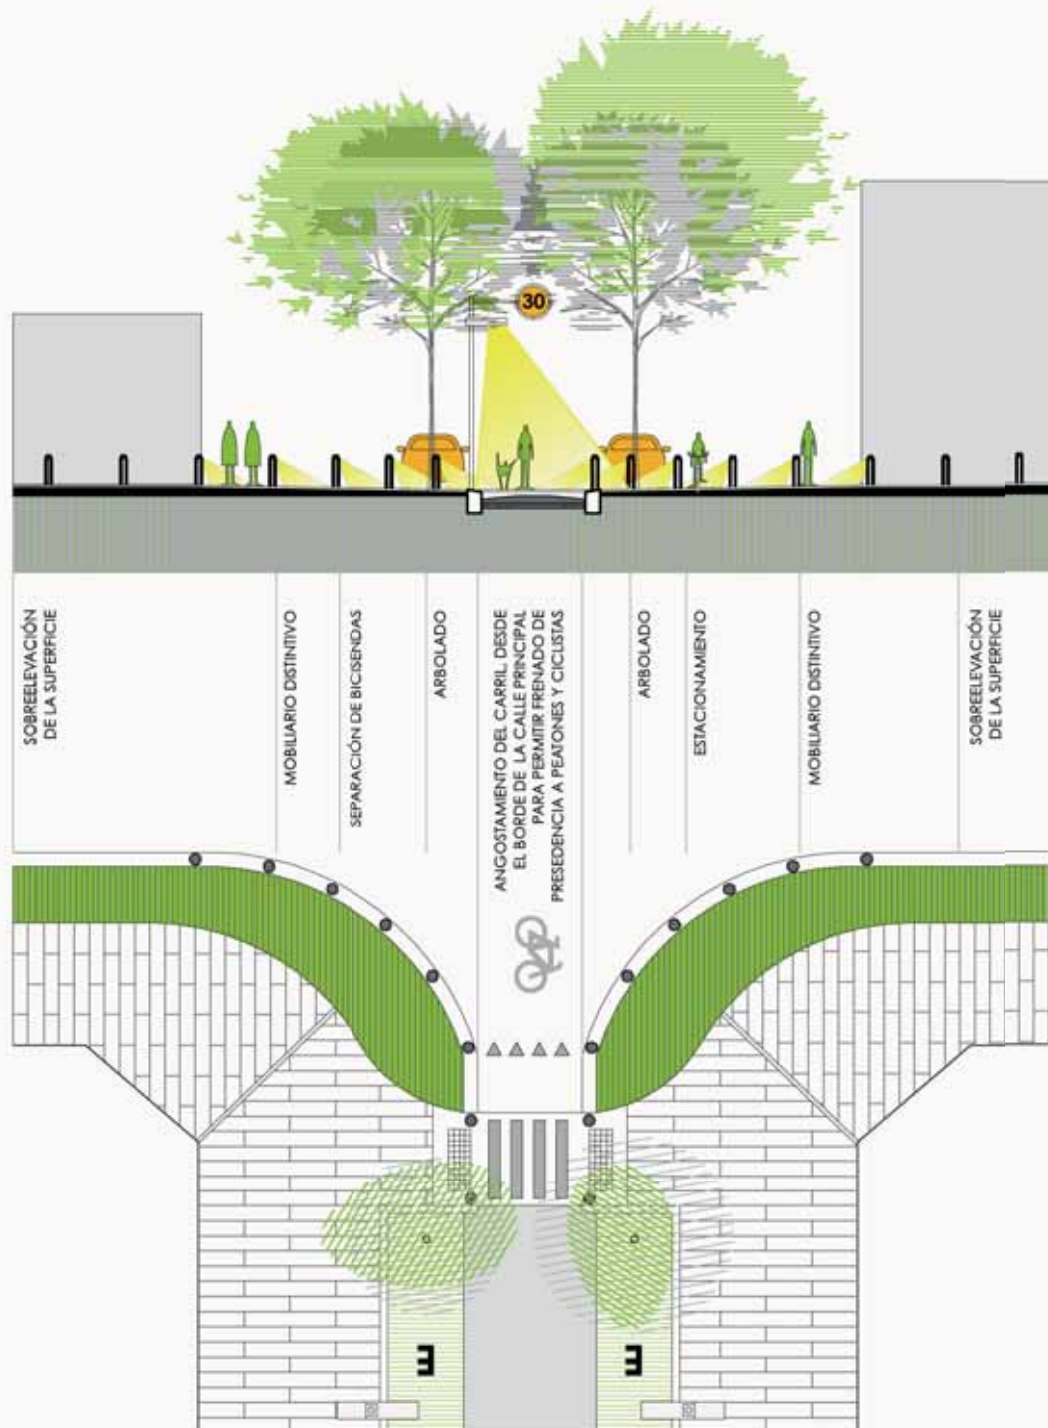 30
SOBREELEVACIÓN
DE LA SUPERFICIE
MOBILIARIO DISTINTIVO
SEPARACIÓN DE BICISENDAS
ARBOLADO
ANGOSTAMIENTO DEL CARRIL DESDE
EL BORDE DE LA CALLE PRINCIPAL
PARA PERMITIR FRENADO DE
PRESEDENCIA A PEATONES Y CICLISTAS
ARBOLADO
ESTACIONAMIENTO
MOBILIARIO DISTINTIVO
SOBREELEVACIÓN
DE LA SUPERFICIE
E
E